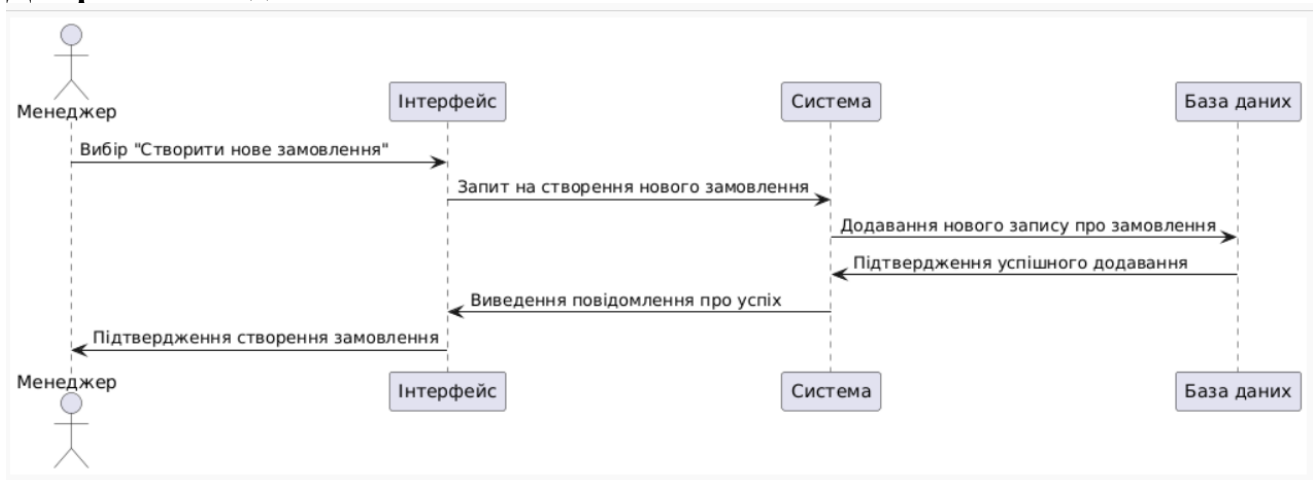 Менеджер
Інтерфейс
Система
База даних
Вибір "Створити нове замовлення"
Запит на створення нового замовлення
Додавання нового запису про замовлення
Підтвердження успішного додавання
Виведення повідомлення про успіх
Підтвердження створення замовлення
Менеджер
Інтерфейс
Система
База даних